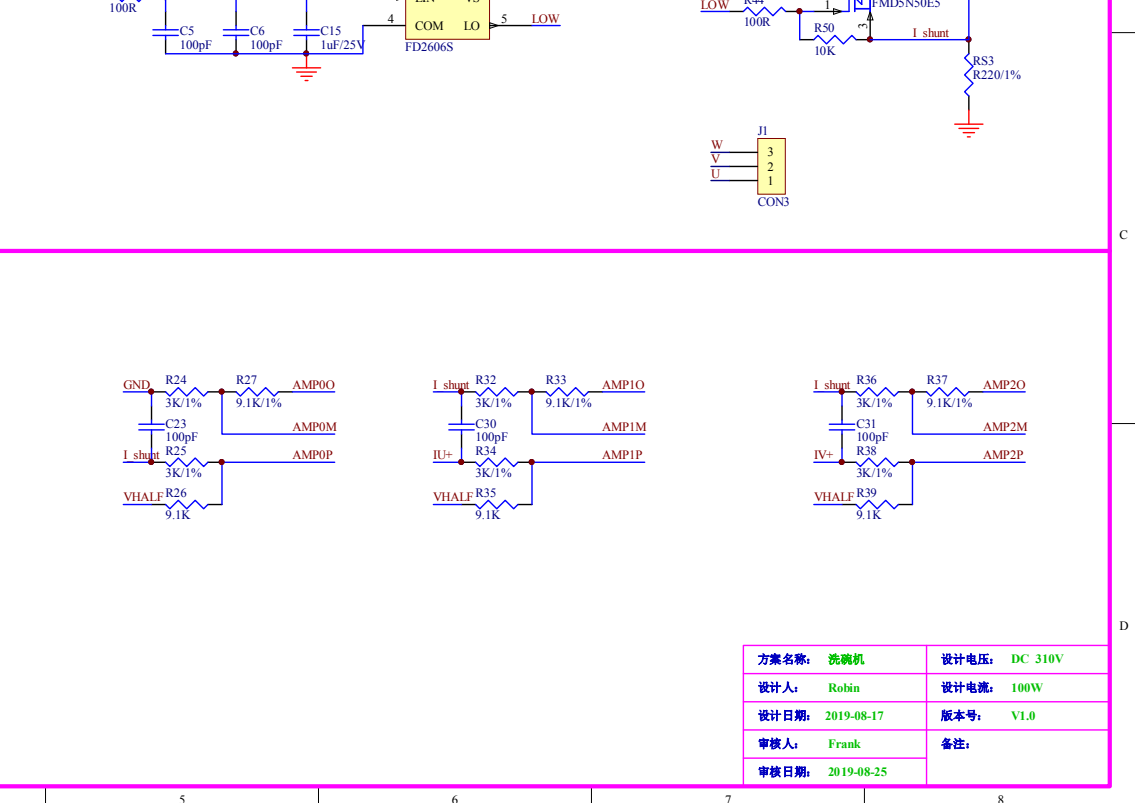 100R
C5
100pF
C6
100pF
C15
1uF/25V
4
COM
LO
5
LOW
FD2606S
LOW
R44
100R
1
FMD5N50E5
3
R50
10K
I_shunt
RS3
R220/1%
J1
W
3
V
2
U
1
CON3
C
GND
R24
3K/1%
R27
9.1K/1%
AMP0O
C23
100pF
AMP0M
I_shunt
R25
3K/1%
AMP0P
VHALF
R26
9.1K
I_shunt
R32
3K/1%
R33
9.1K/1%
AMP1O
C30
100pF
AMP1M
IU+
R34
3K/1%
AMP1P
VHALF
R35
9.1K
I_shunt
R36
3K/1%
R37
9.1K/1%
AMP2O
C31
100pF
AMP2M
IV+
R38
3K/1%
AMP2P
VHALF
R39
9.1K
D
方案名称： 洗碗机 设计电压： DC 310V
设计人： Robin 设计电流： 100W
设计日期： 2019-08-17 版本号： V1.0
审核人： Frank 备注：
审核日期： 2019-08-25
5 6 7 8